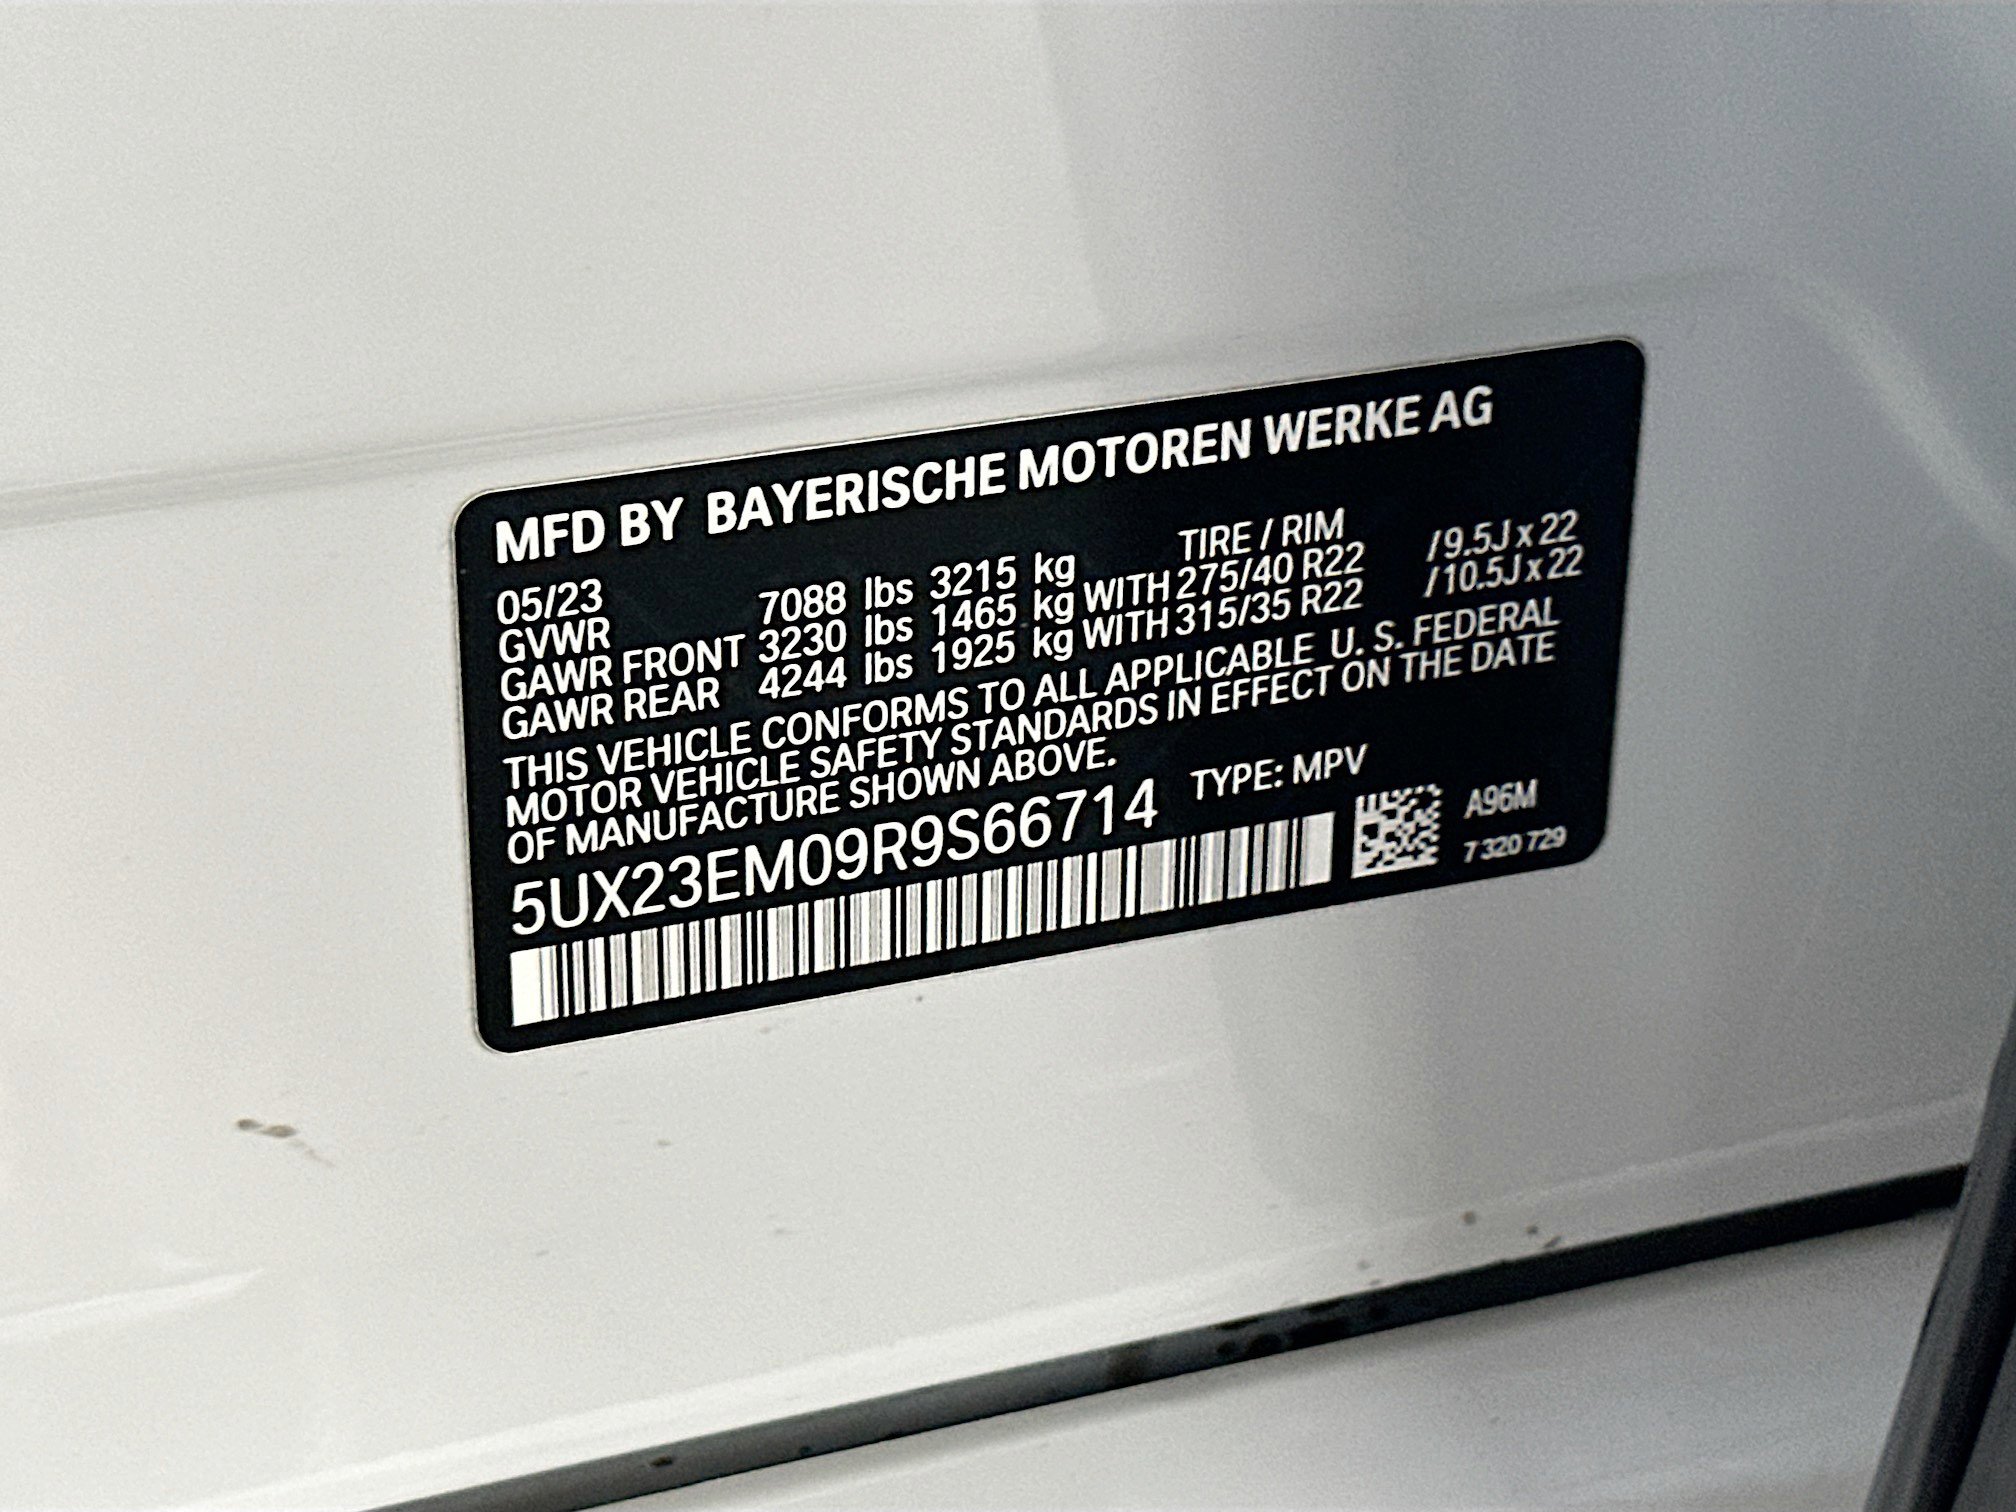 MFD BY BAYERISCHE MOTOREN WERKE AG
05/23 TIRE / RIM
GVWR 7088 lbs 3215 kg
GAWR FRONT 3230 lbs 1465 kg WITH 275/40 R22 /9.5J x 22
GAWR REAR 4244 lbs 1925 kg WITH 315/35 R22 /10.5J x 22
THIS VEHICLE CONFORMS TO ALL APPLICABLE U. S. FEDERAL
MOTOR VEHICLE SAFETY STANDARDS IN EFFECT ON THE DATE
OF MANUFACTURE SHOWN ABOVE.
5UX23EM09R9S66714 TYPE: MPV
A96M
7 320 729